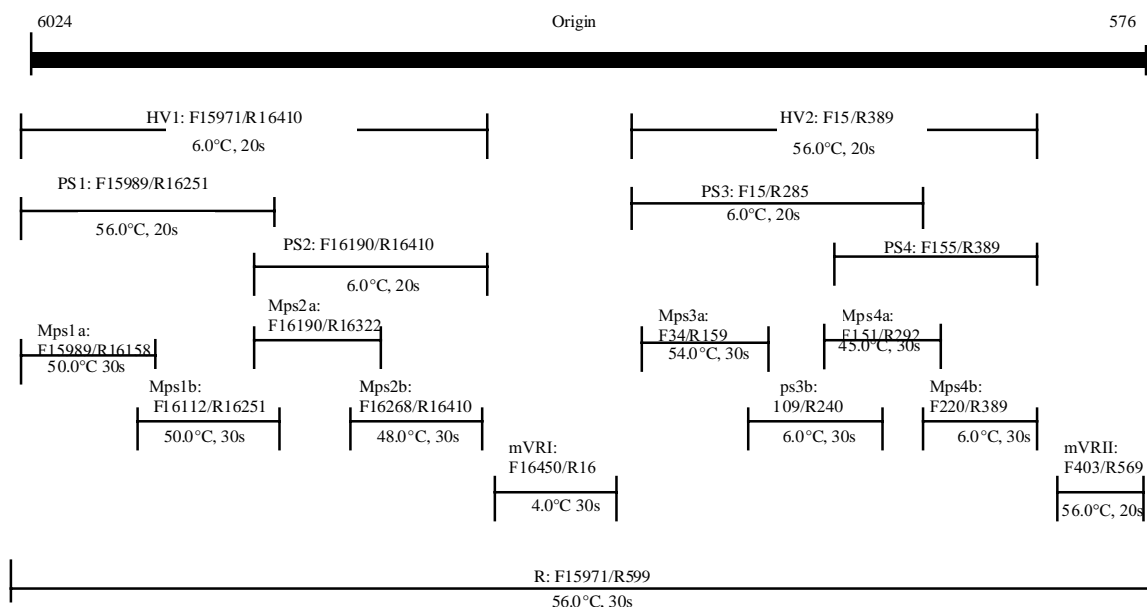 6024 Origin 576
HV1: F15971/R16410
6.0°C, 20s
HV2: F15/R389
56.0°C, 20s
PS1: F15989/R16251
56.0°C, 20s
PS3: F15/R285
6.0°C, 20s
PS2: F16190/R16410
6.0°C, 20s
PS4: F155/R389
Mps1a:
F15989/R16158
50.0°C 30s
Mps2a:
F16190/R16322
Mps3a:
F34/R159
54.0°C, 30s
Mps4a:
F151/R292
45.0°C, 30s
Mps1b:
F16112/R16251
50.0°C, 30s
Mps2b:
F16268/R16410
48.0°C, 30s
ps3b:
109/R240
6.0°C, 30s
Mps4b:
F220/R389
6.0°C, 30s
mVRI:
F16450/R16
4.0°C 30s
mVRII:
F403/R569
56.0°C, 20s
R: F15971/R599
56.0°C, 30s